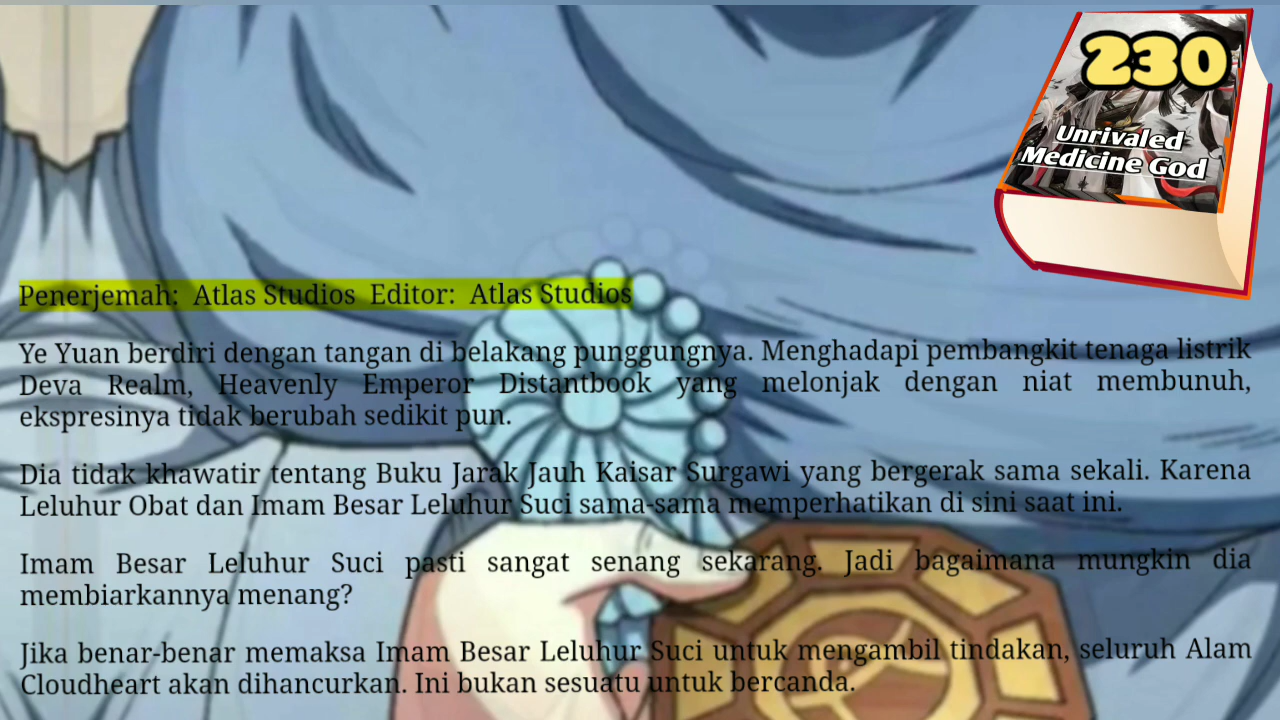 230
Unrivaled
Medicine God
Penerjemah: Atlas Studios Editor: Atlas Studios
Ye Yuan berdiri dengan tangan di belakang punggungnya. Menghadapi pembangkit tenaga listrik
Deva Realm, Heavenly Emperor Distantbook yang melonjak dengan niat membunuh,
ekspresinya tidak berubah sedikit pun.
Dia tidak khawatir tentang Buku Jarak Jauh Kaisar Surgawi yang bergerak sama sekali. Karena
Leluhur Obat dan Imam Besar Leluhur Suci sama-sama memperhatikan di sini saat ini.
Imam Besar Leluhur Suci pasti sangat senang sekarang. Jadi bagaimana mungkin dia
membiarkannya menang?
Jika benar-benar memaksa Imam Besar Leluhur Suci untuk mengambil tindakan, seluruh Alam
Cloudheart akan dihancurkan. Ini bukan sesuatu untuk bercanda.